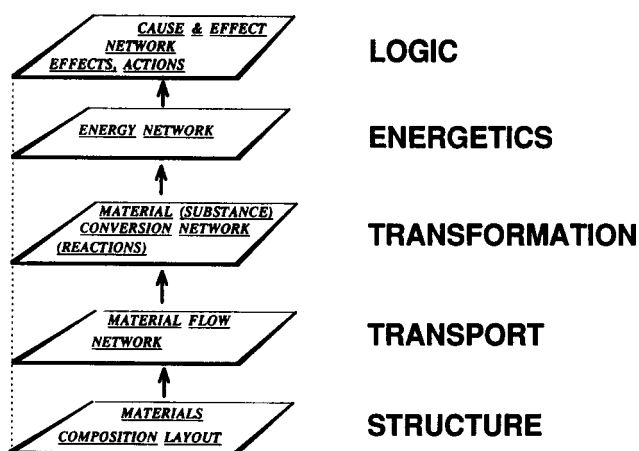 CAUSE & EFFECT
NETWORK
EFFECTS, ACTIONS
LOGIC
ENERGY NETWORK
ENERGETICS
MATERIAL (SUBSTANCE)
CONVERSION NETWORK
(REACTIONS)
TRANSFORMATION
MATERIAL FLOW
NETWORK
TRANSPORT
MATERIALS
COMPOSITION LAYOUT
STRUCTURE